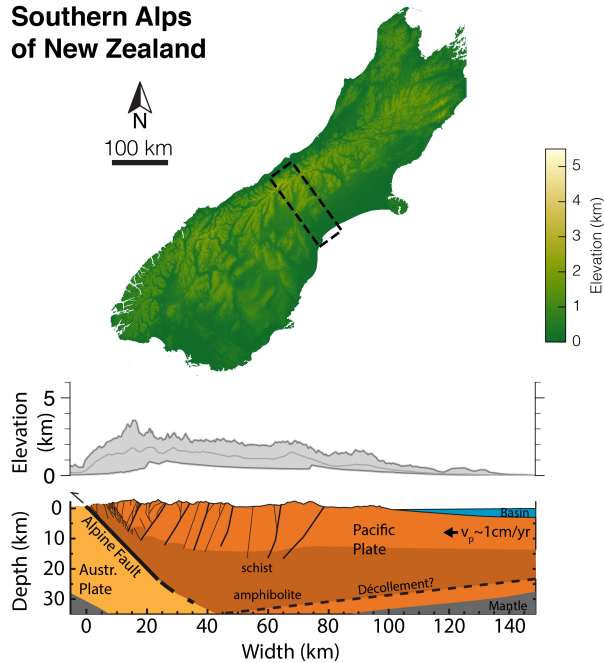 Southern Alps
of New Zealand
N
100 km
5
4
3
2
1
0
Elevation (km)
Elevation
(km)
5
0
Depth (km)
0
10
20
30
Alpine Fault
Austr.
Plate
schist
amphibolite
Décollement?
Pacific
Plate
Basin
vp~1cm/yr
Mantle
0 20 40 60 80 100 120 140
Width (km)